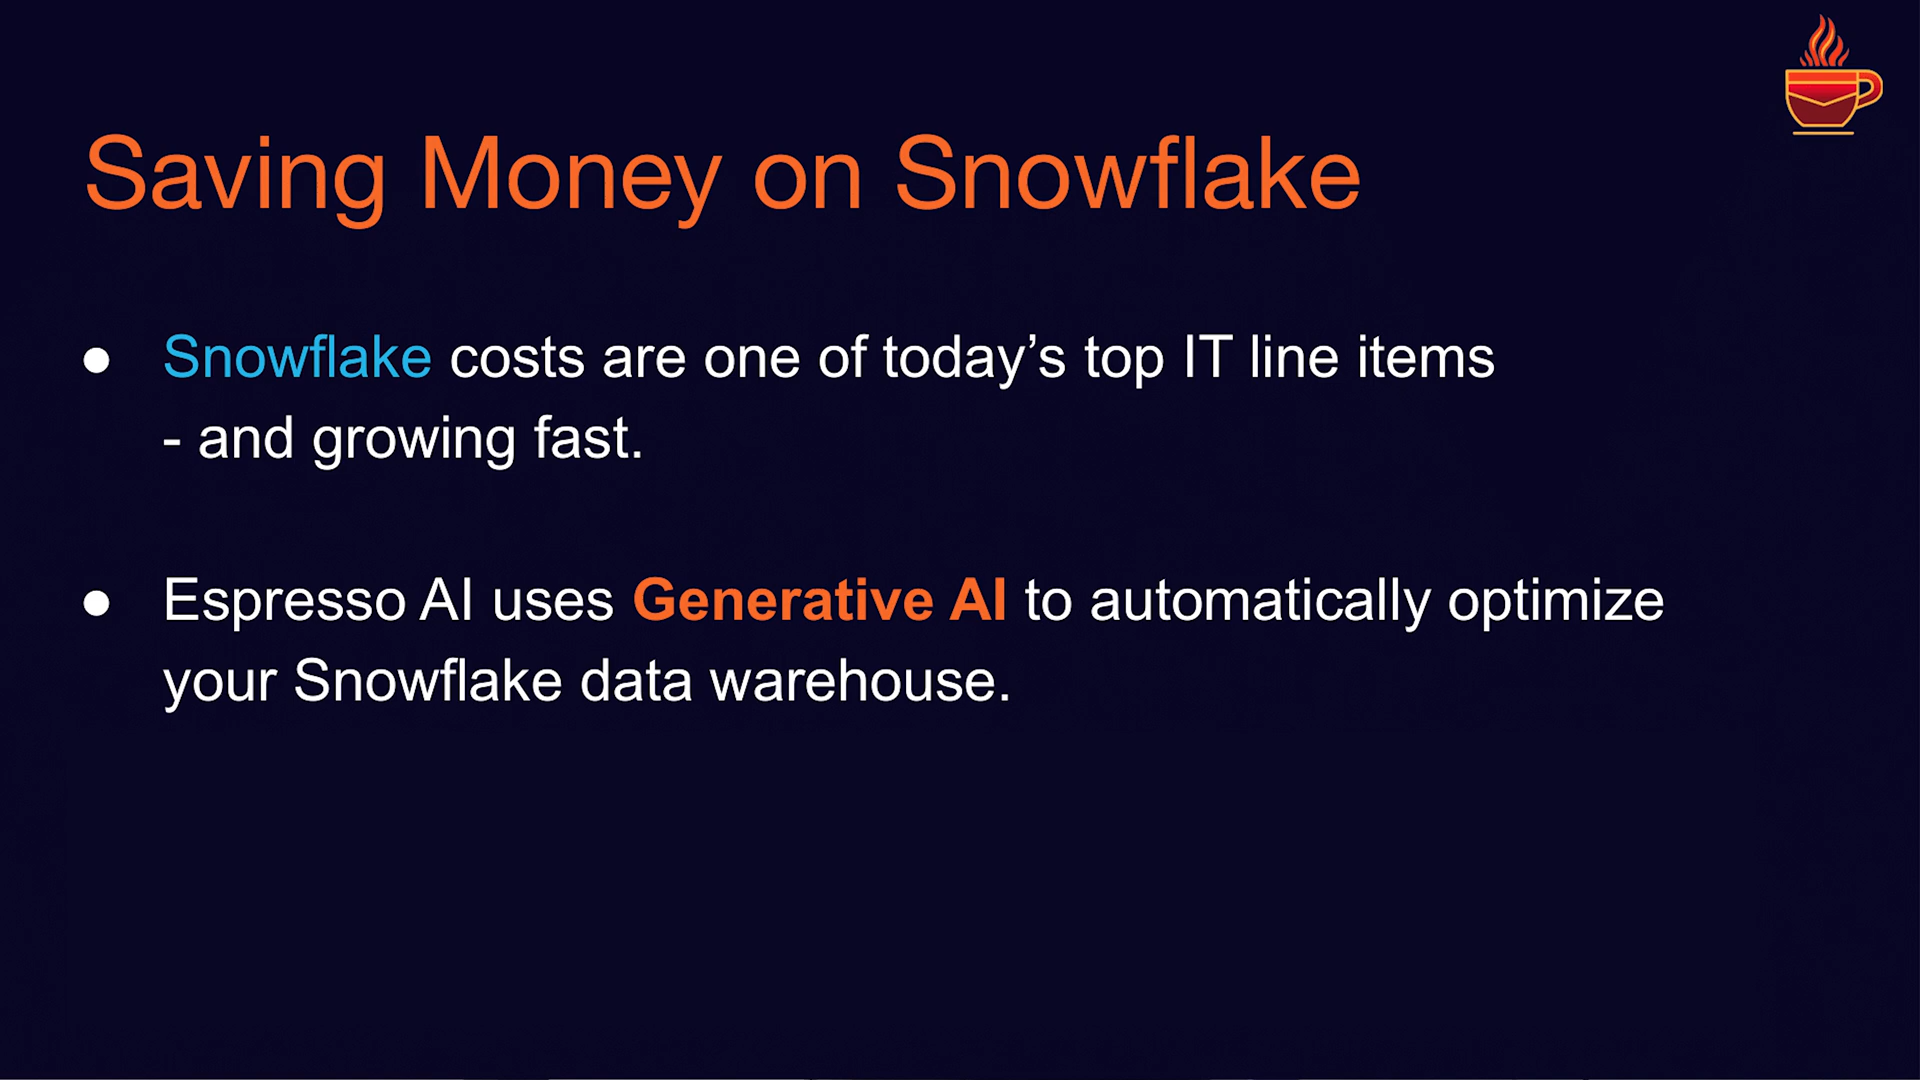 Saving Money on Snowflake
● Snowflake costs are one of today’s top IT line items
- and growing fast.
● Espresso AI uses Generative AI to automatically optimize
your Snowflake data warehouse.